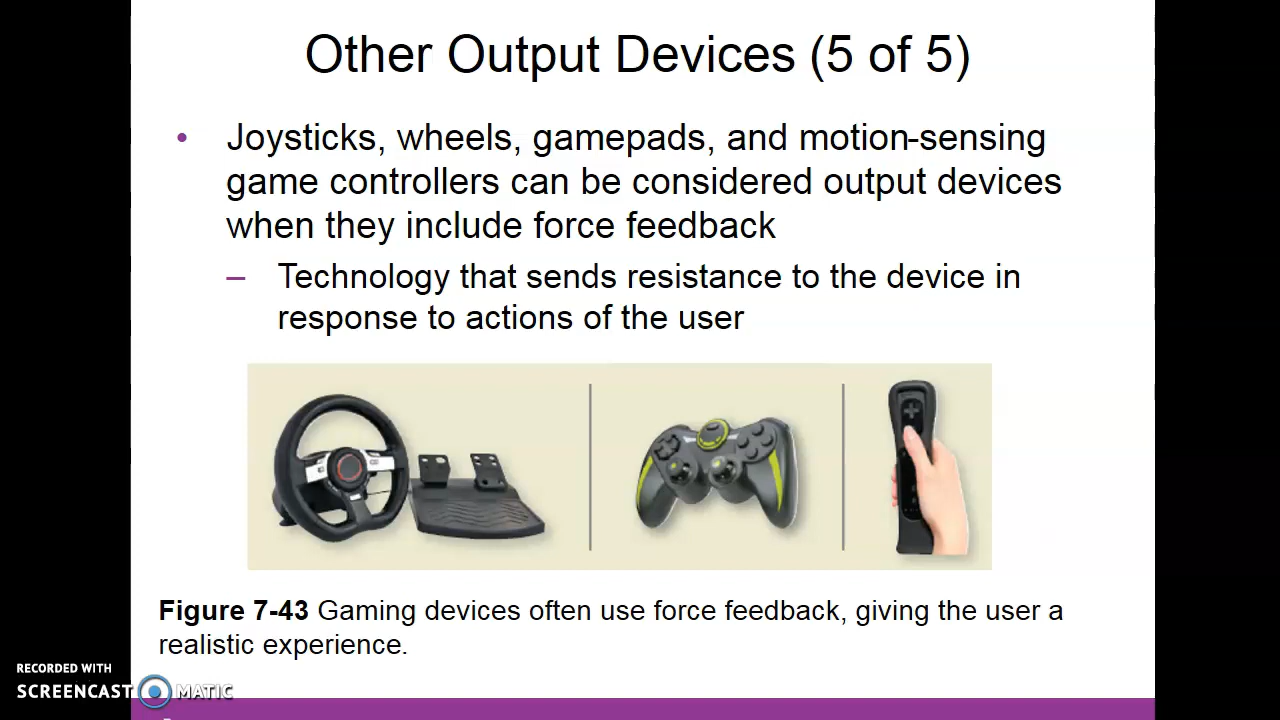 Other Output Devices (5 of 5)
• Joysticks, wheels, gamepads, and motion-sensing
game controllers can be considered output devices
when they include force feedback
– Technology that sends resistance to the device in
response to actions of the user
Figure 7-43 Gaming devices often use force feedback, giving the user a
realistic experience.
RECORDED WITH
SCREENCAST MATIC